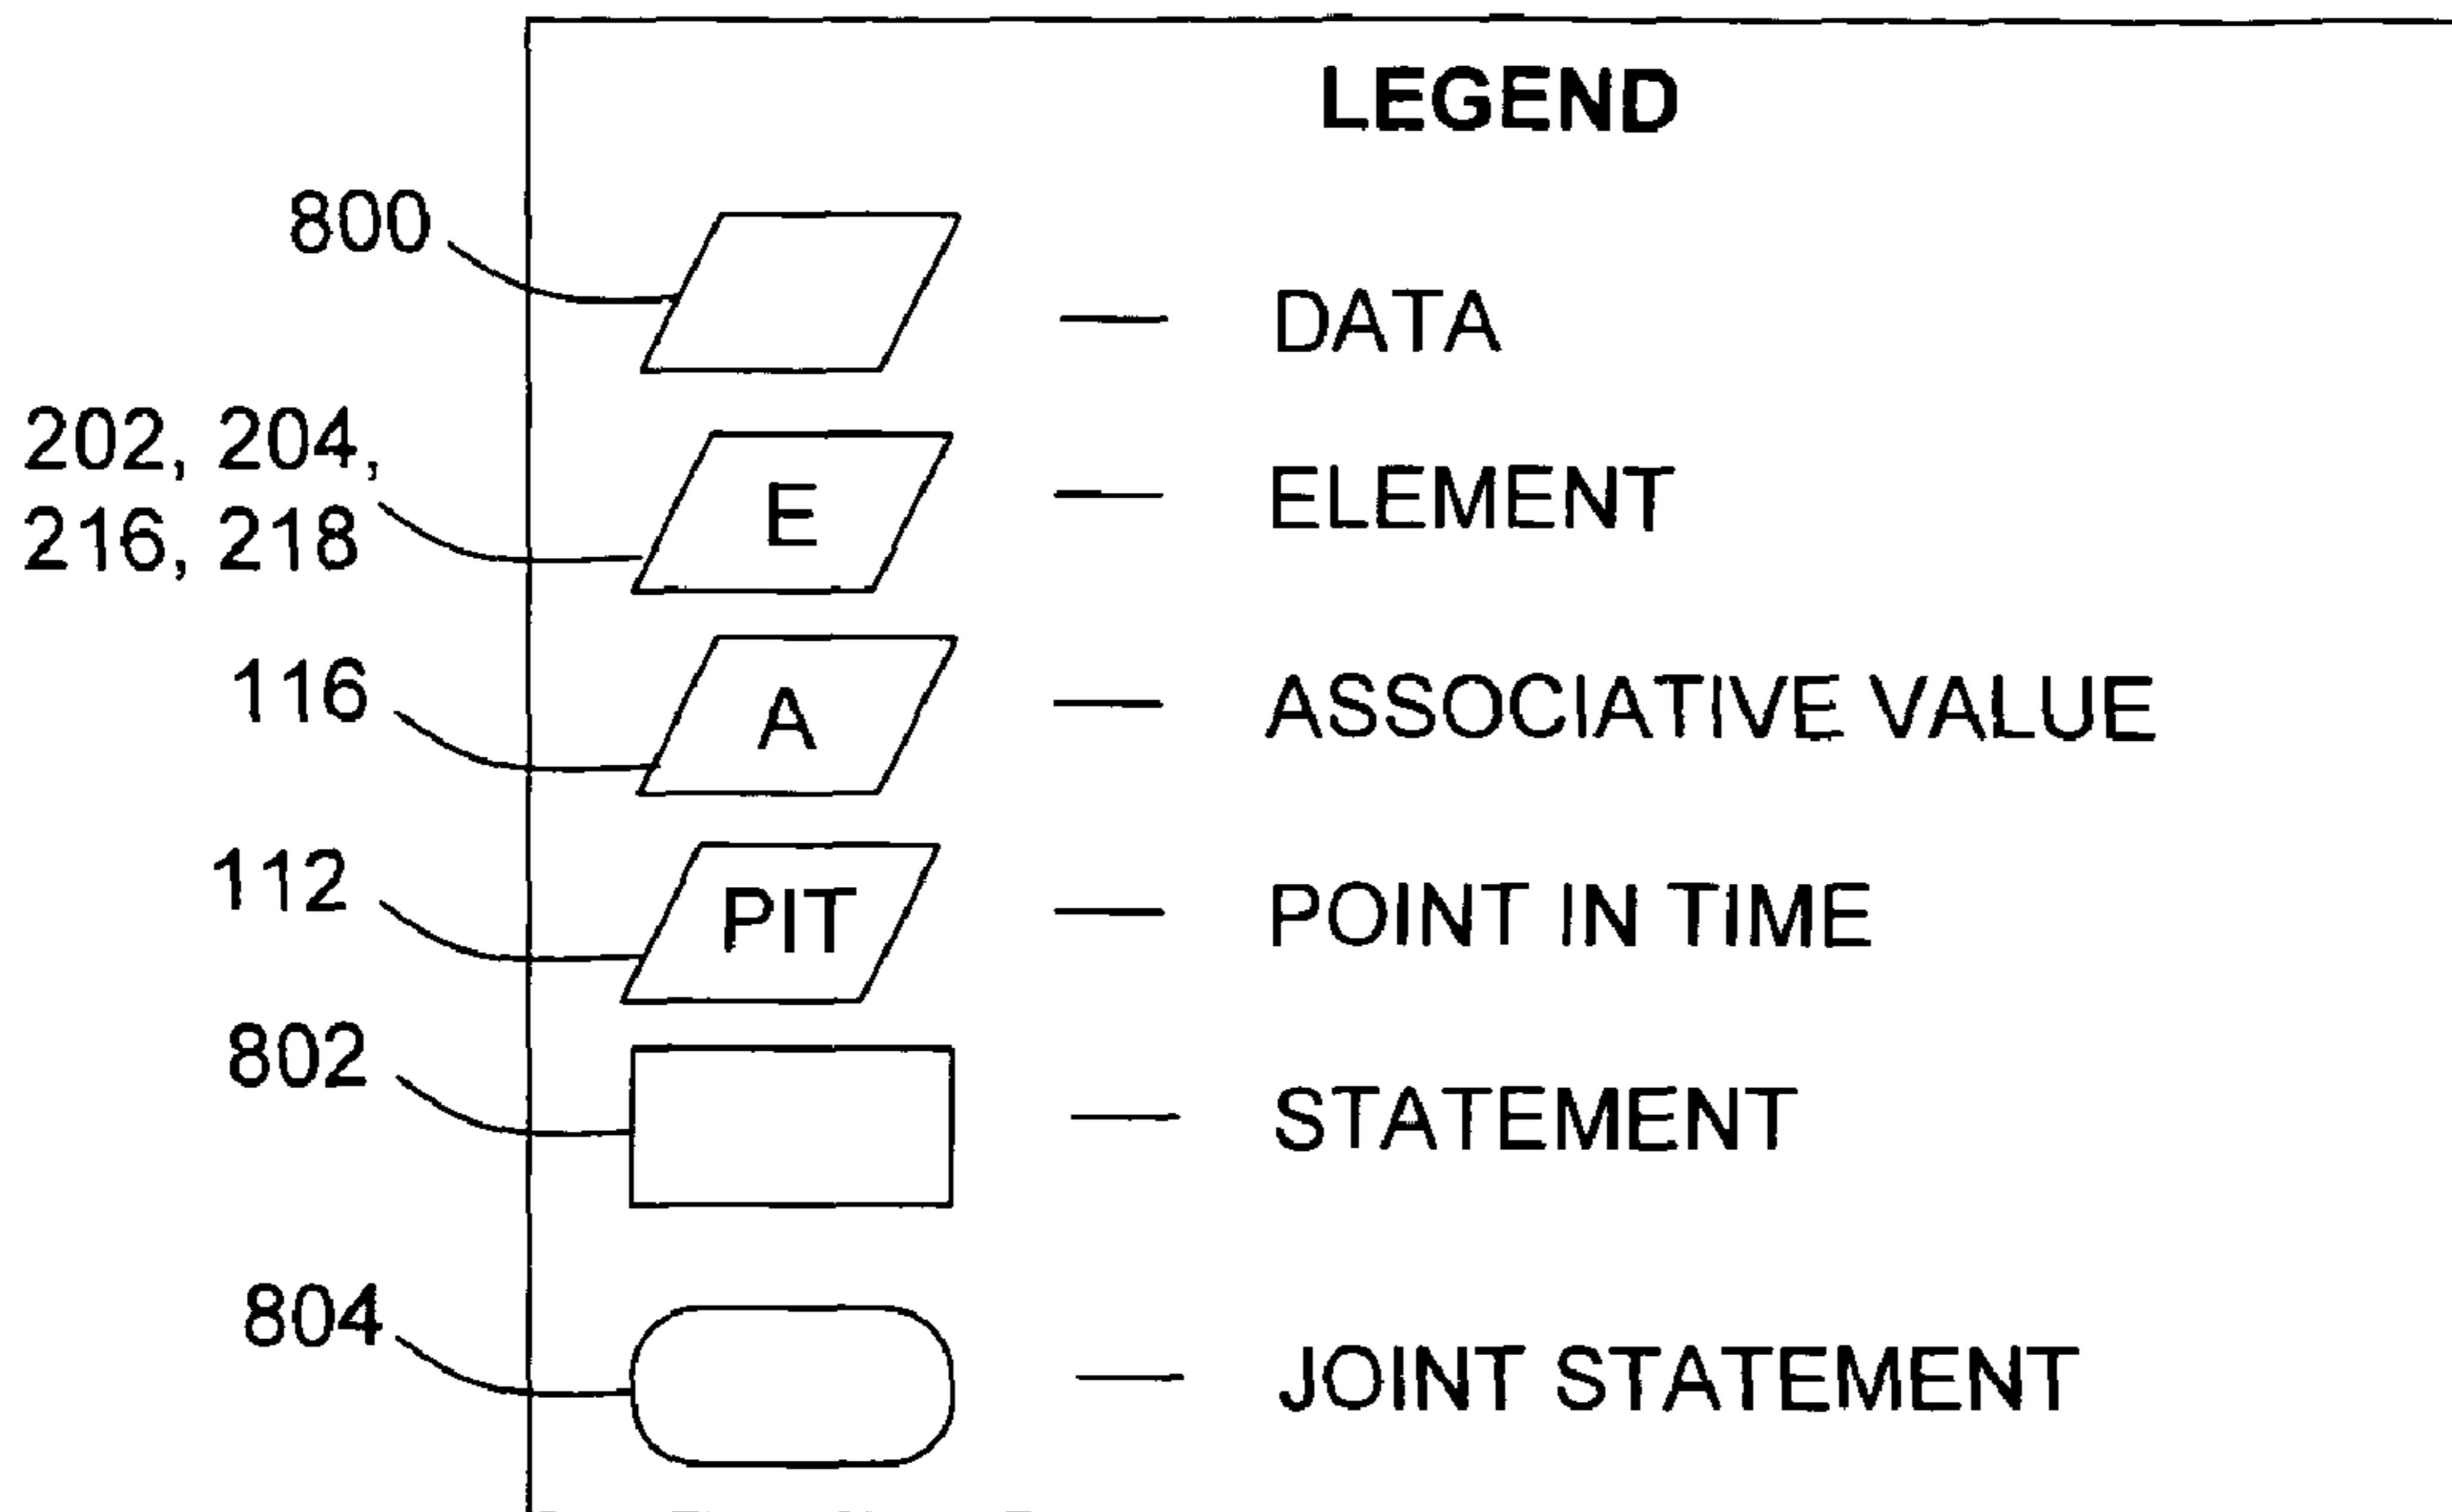 LEGEND
800
— DATA
202, 204,
216, 218
E — ELEMENT
116
A — ASSOCIATIVE VALUE
112
PIT — POINT IN TIME
802
— STATEMENT
804
— JOINT STATEMENT